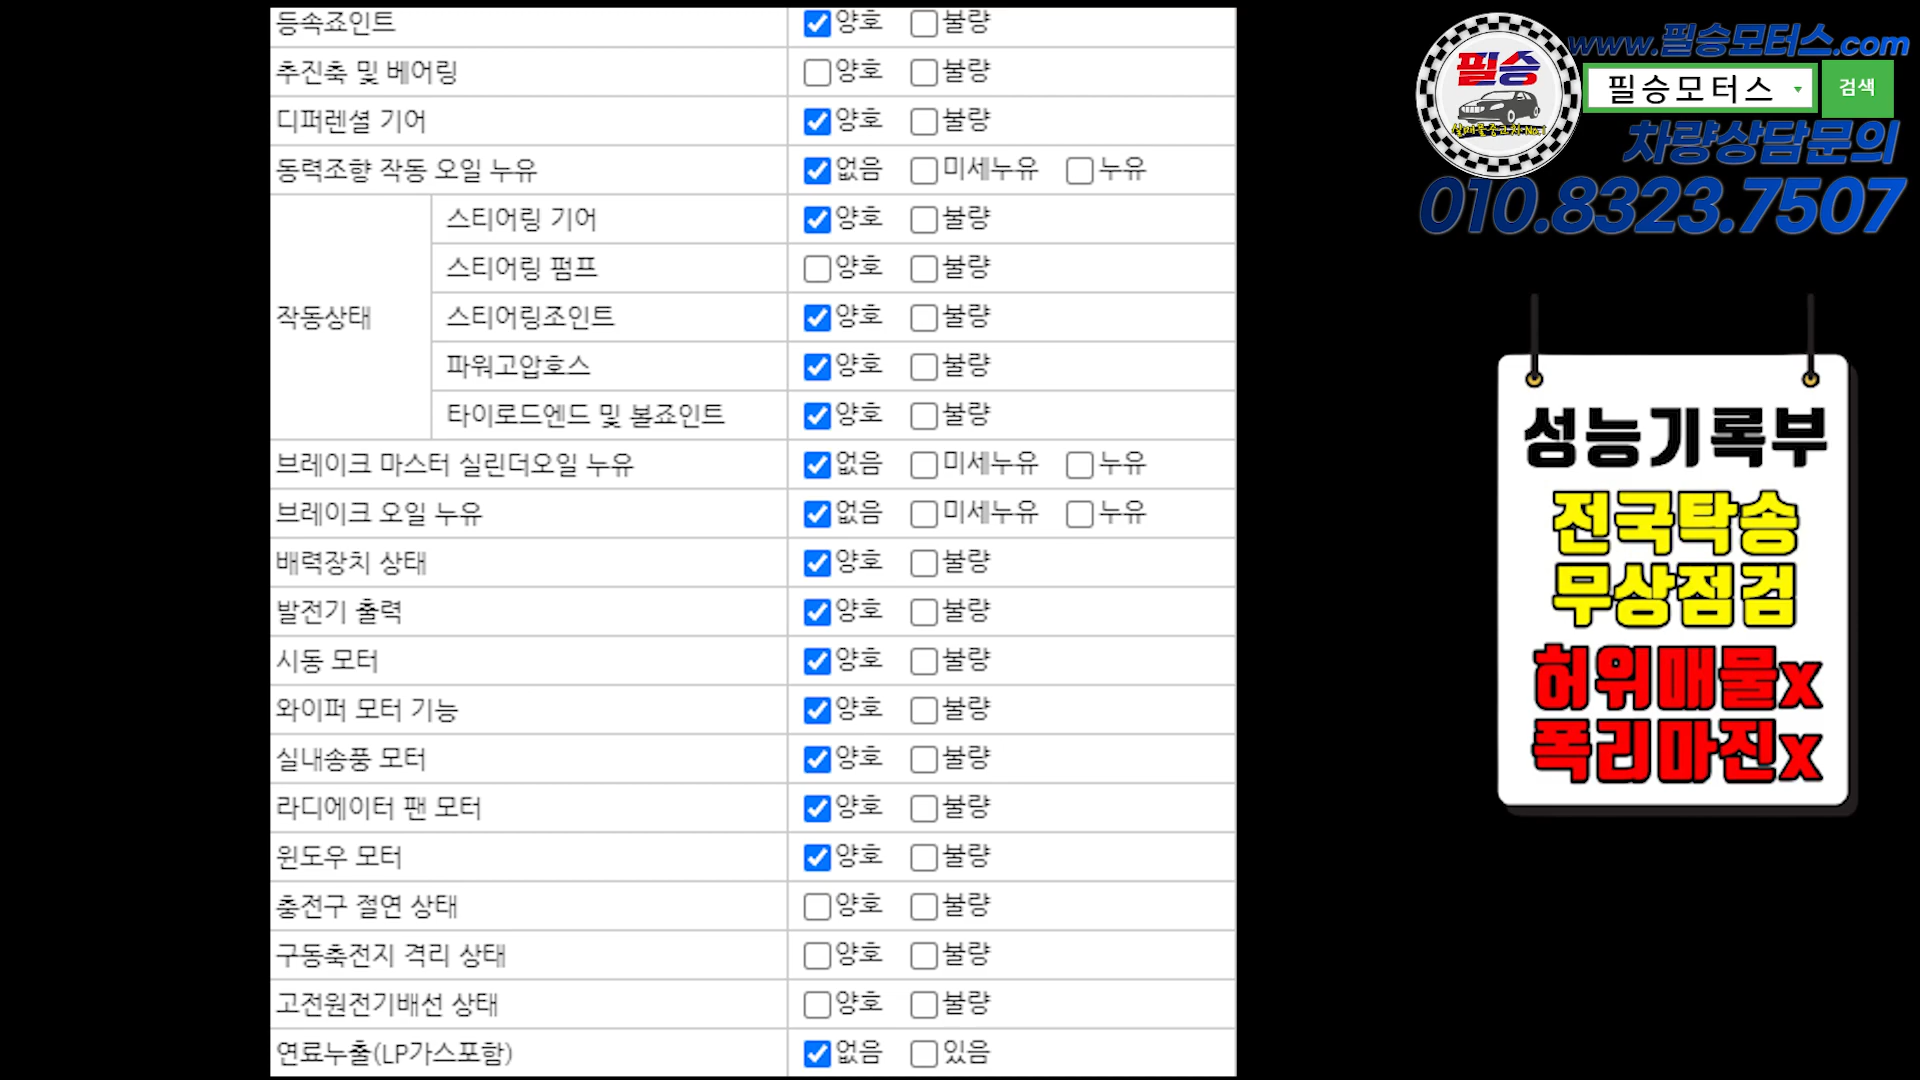 등속죠인트 양호 불량
추진축 및 베어링 양호 불량
디퍼렌셜 기어 양호 불량
동력조향 작동 오일 누유 없음 미세누유 누유
작동상태
스티어링 기어 양호 불량
스티어링 펌프 양호 불량
스티어링조인트 양호 불량
파워고압호스 양호 불량
타이로드엔드 및 볼죠인트 양호 불량
브레이크 마스터 실린더오일 누유 없음 미세누유 누유
브레이크 오일 누유 없음 미세누유 누유
배력장치 상태 양호 불량
발전기 출력 양호 불량
시동 모터 양호 불량
와이퍼 모터 기능 양호 불량
실내송풍 모터 양호 불량
라디에이터 팬 모터 양호 불량
윈도우 모터 양호 불량
충전구 절연 상태 양호 불량
구동축전지 격리 상태 양호 불량
고전원전기배선 상태 양호 불량
연료누출(LP가스포함) 없음 있음
www.필승모터스.com
필승
실매물중고차No.1
필승모터스 검색
차량상담문의
010.8323.7507
성능기록부
전국탁송
무상점검
허위매물x
폭리마진x